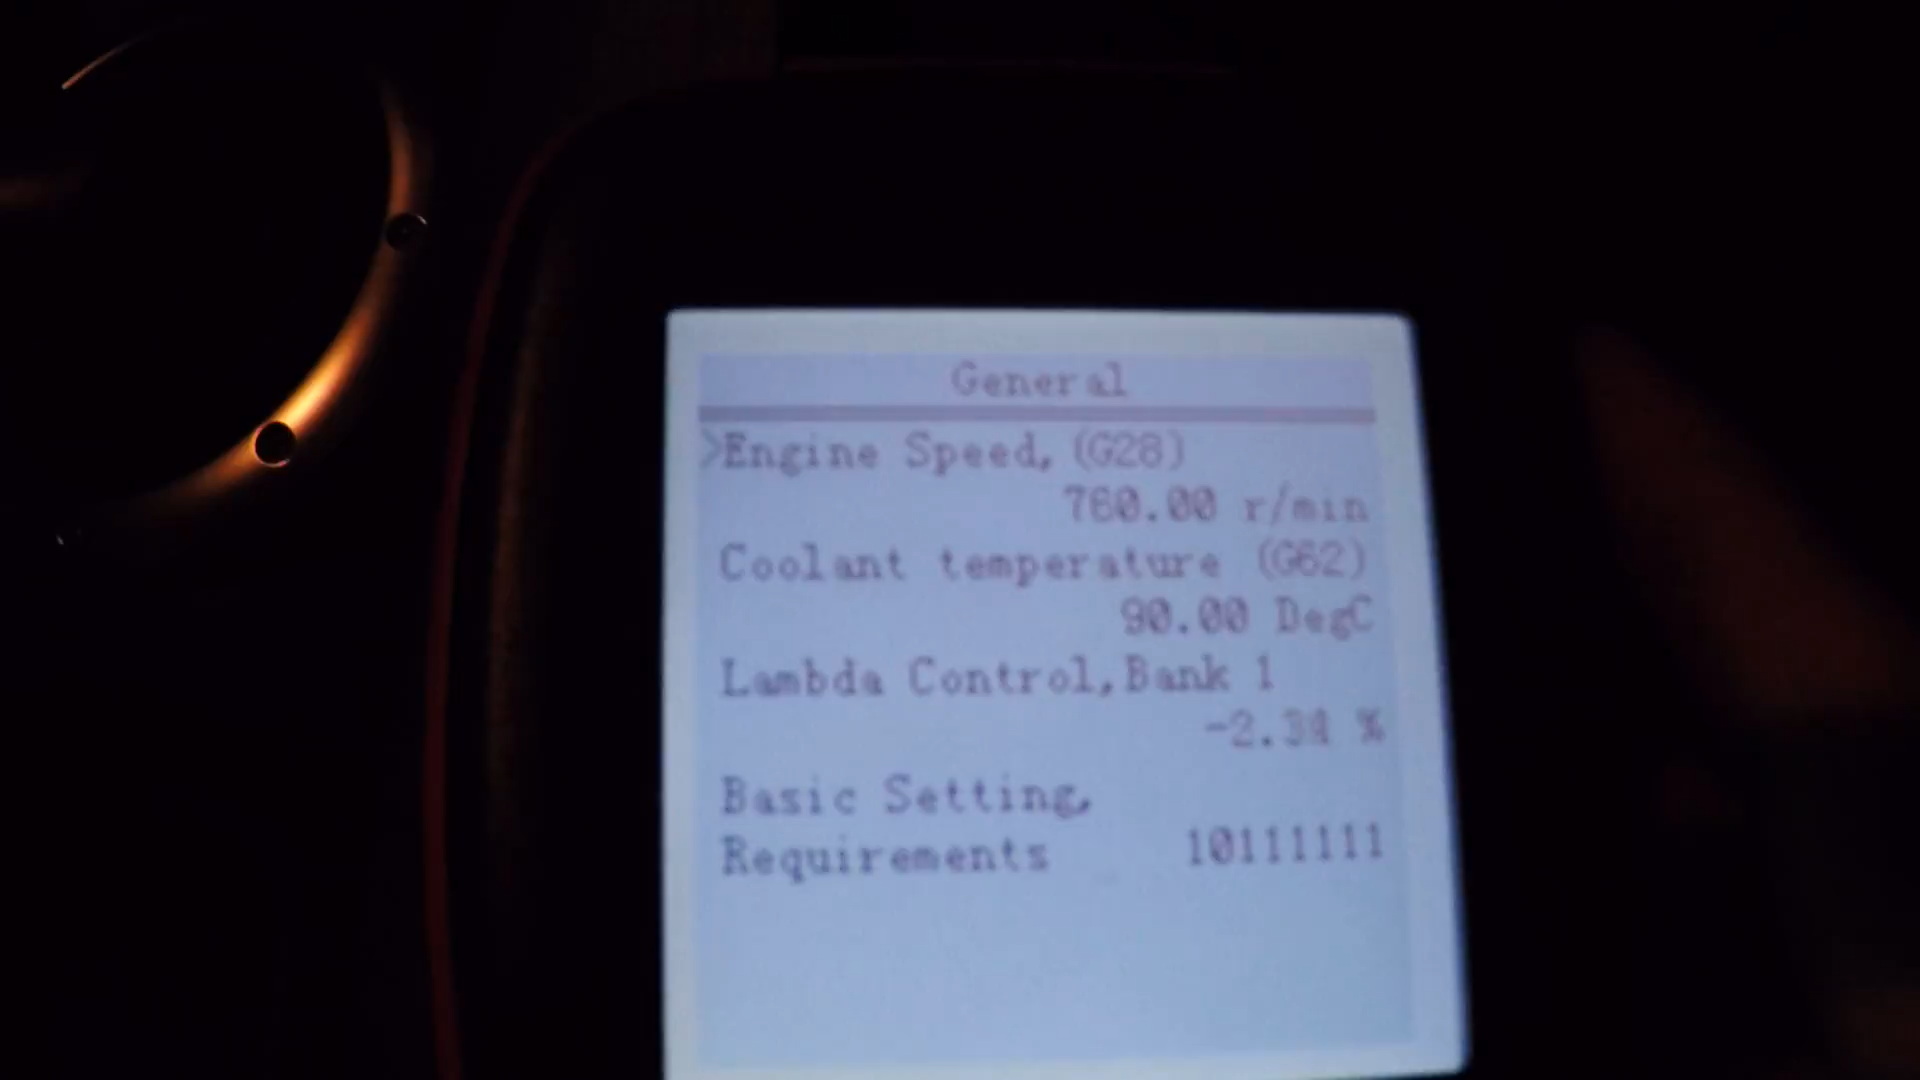 General
>Engine Speed, (G28)
760.00 r/min
Coolant temperature (G62)
90.00 DegC
Lambda Control,Bank 1
%
Basic Setting,
Requirements 10111111